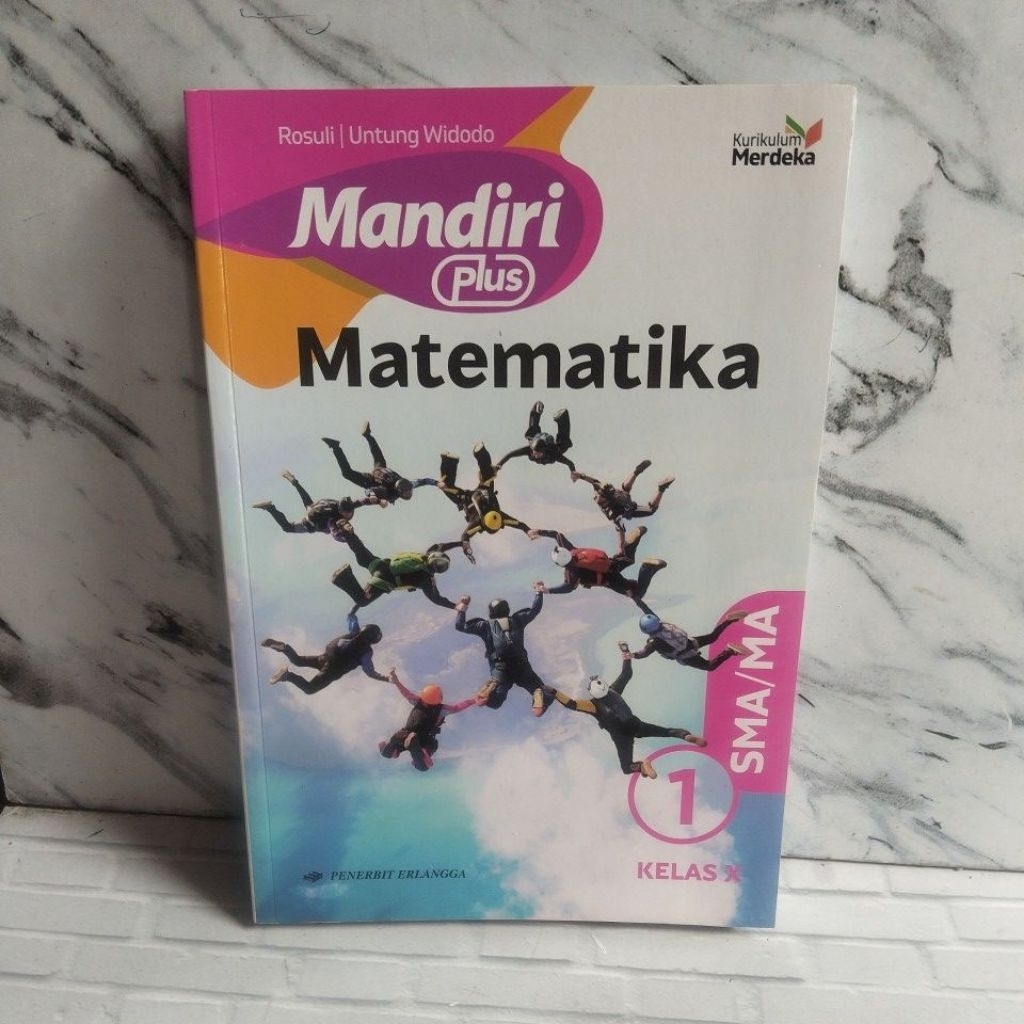 Rosuli | Untung Widodo
Kurikulum
Merdeka
Mandiri
Plus
Matematika
SMA/MA
1
KELAS X
PENERBIT ERLANGGA